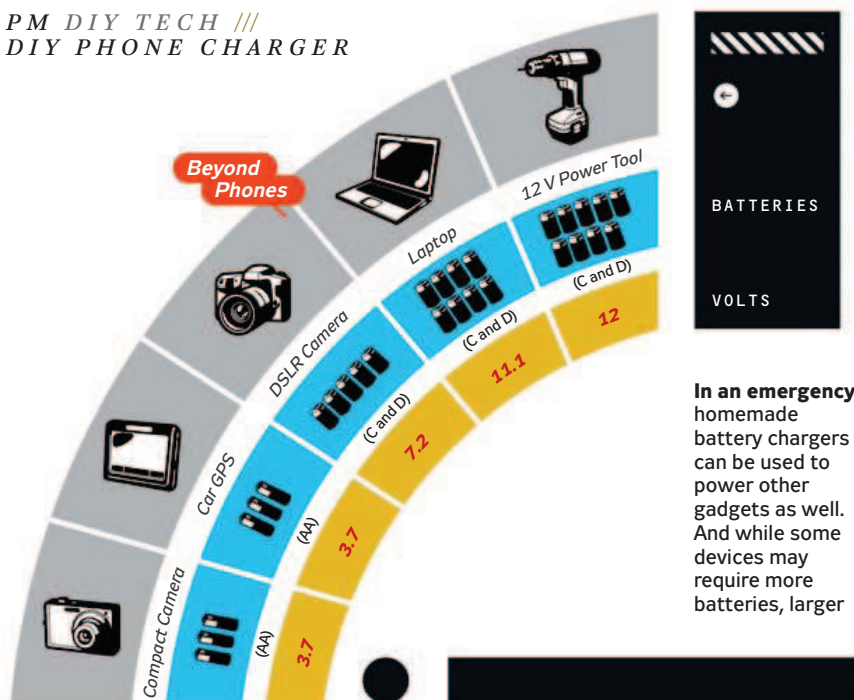 PM DIY TECH ///
DIY PHONE CHARGER
Beyond
Phones
12 V Power Tool
Laptop
DSLR Camera
Car GPS
Compact Camera
(C and D)
(C and D)
(C and D)
(AA)
(AA)
12
11.1
7.2
3.7
3.7
BATTERIES
VOLTS
In an emergency
homemade
battery chargers
can be used to
power other
gadgets as well.
And while some
devices may
require more
batteries, larger